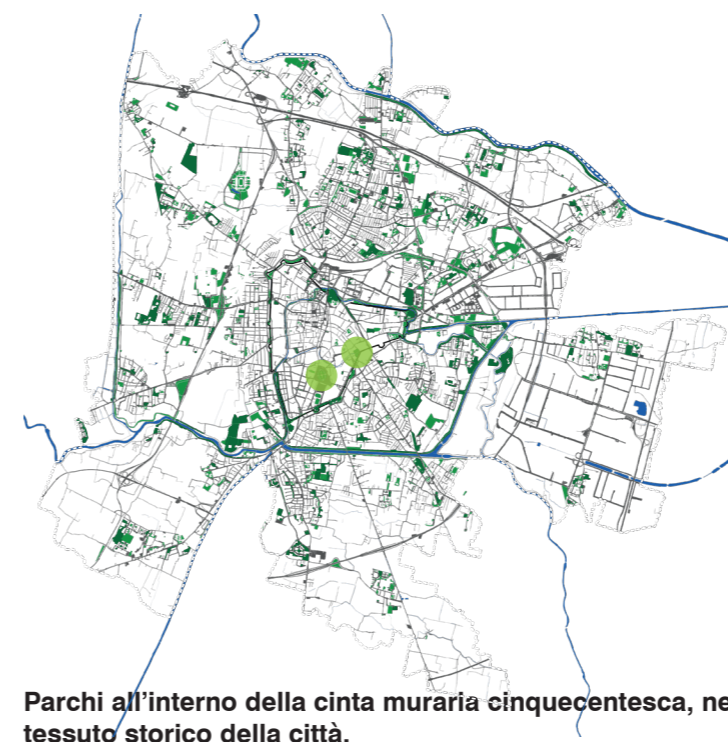 Parchi all'interno della cinta muraria cinquecentesca, ne
tessuto storico della città.